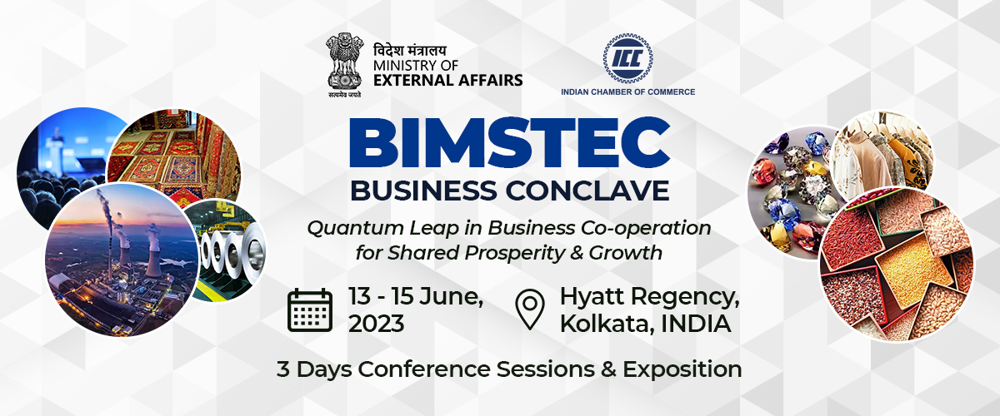 विदेश मंत्रालय
MINISTRY OF
EXTERNAL AFFAIRS
सत्यमेव जयते
ICC
INDIAN CHAMBER OF COMMERCE
BIMSTEC
BUSINESS CONCLAVE
Quantum Leap in Business Co-operation
for Shared Prosperity & Growth
13 - 15 June,
2023
Hyatt Regency,
Kolkata, INDIA
3 Days Conference Sessions & Exposition